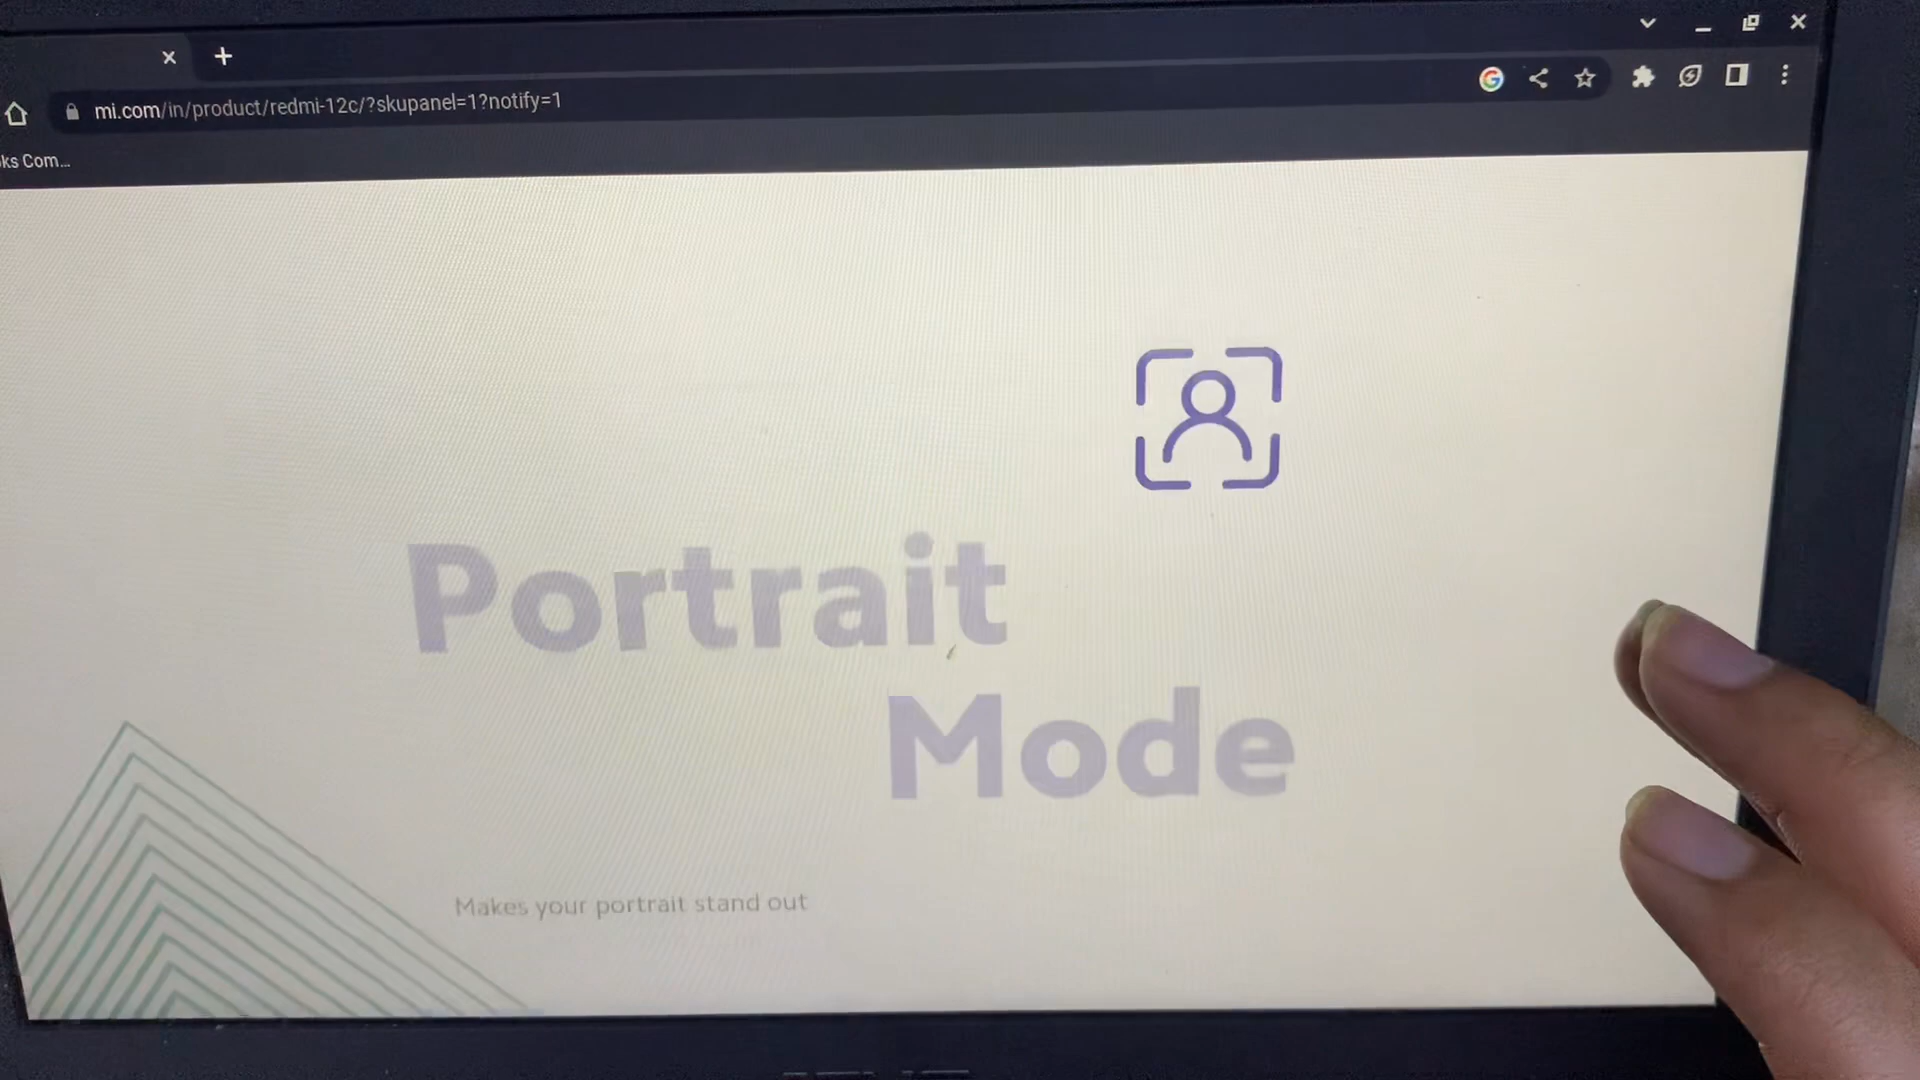 mi.com/in/product/redmi-12c/?skupanel=1?notify=1
ks Com...
Portrait
Mode
Makes your portrait stand out